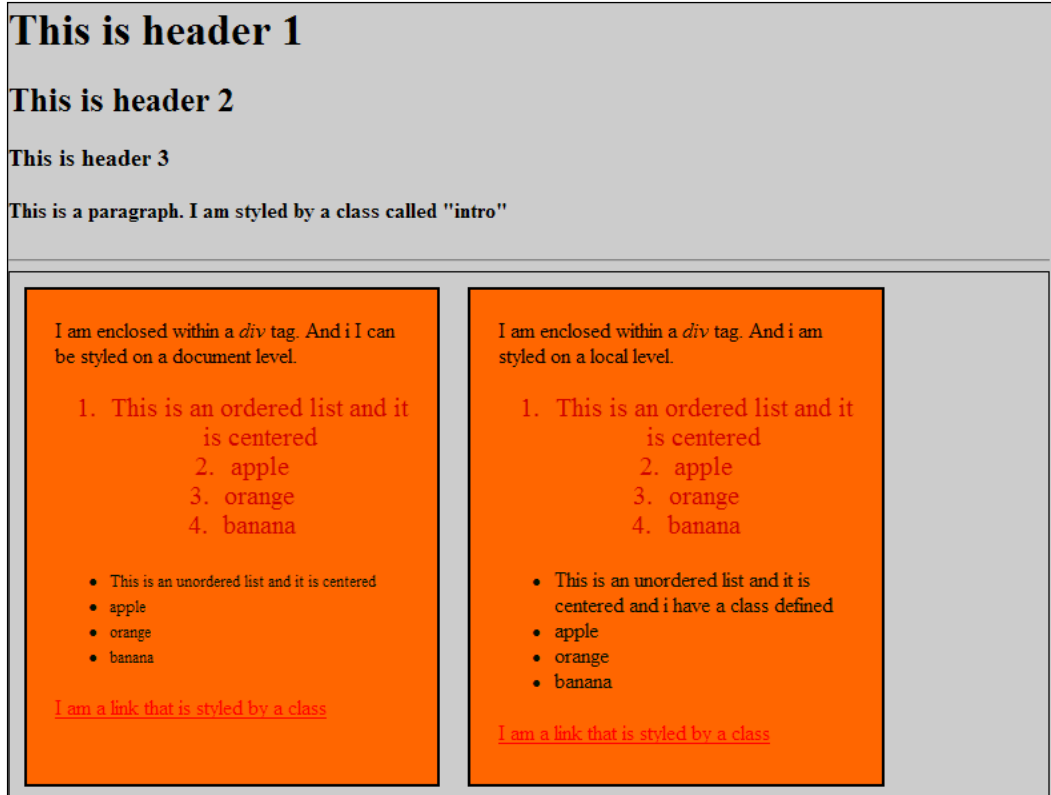 This is header 1
This is header 2
This is header 3
This is a paragraph. I am styled by a class called "intro"
I am enclosed within a div tag. And i I can
be styled on a document level.
1. This is an ordered list and it
is centered
2. apple
3. orange
4. banana
• This is an unordered list and it is centered
• apple
• orange
• banana
I am a link that is styled by a class
I am enclosed within a div tag. And i am
styled on a local level.
1. This is an ordered list and it
is centered
2. apple
3. orange
4. banana
• This is an unordered list and it is
centered and i have a class defined
• apple
• orange
• banana
I am a link that is styled by a class